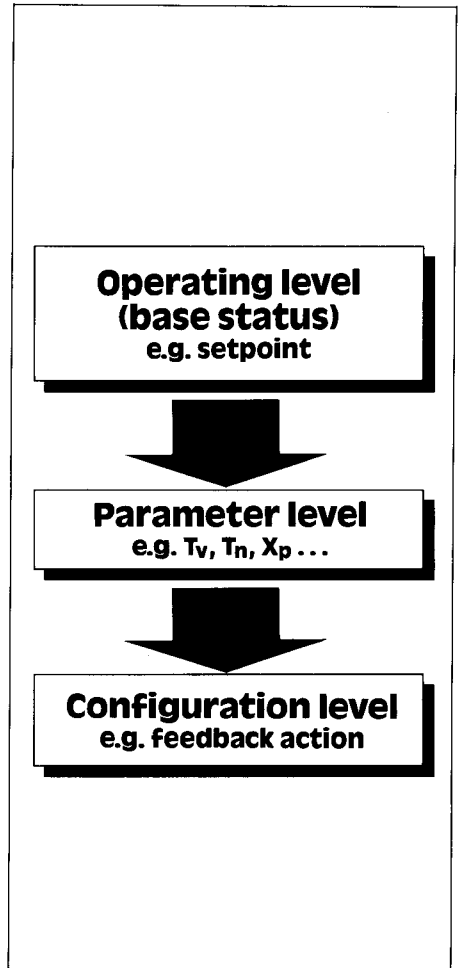 Operating level
(base status)
e.g. setpoint
Parameter level
e.g. Tv, Tn, Xp ...
Configuration level
e.g. feedback action